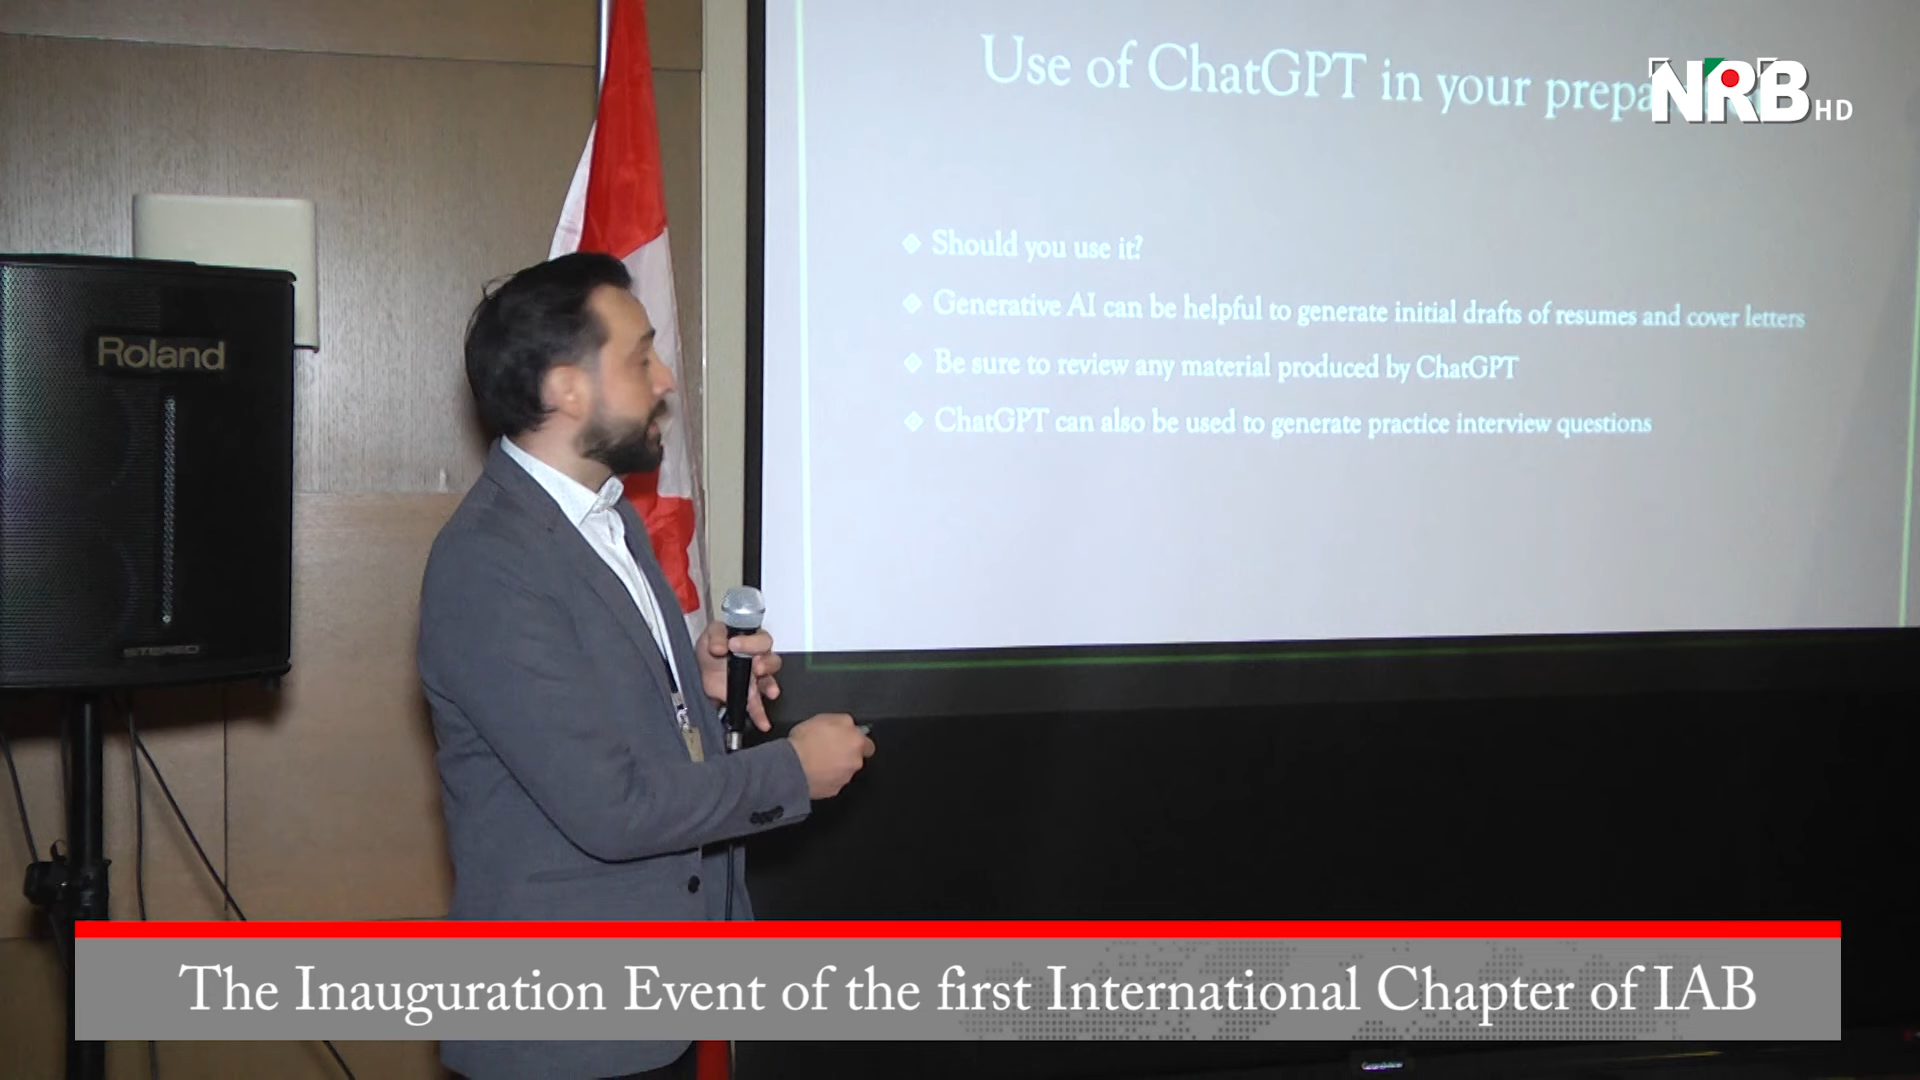 Use of ChatGPT in your prepa
NRB HD
Should you use it?
Generative AI can be helpful to generate initial drafts of resumes and cover letters
Be sure to review any material produced by ChatGPT
ChatGPT can also be used to generate practice interview questions
Roland
STEREO
The Inauguration Event of the first International Chapter of IAB